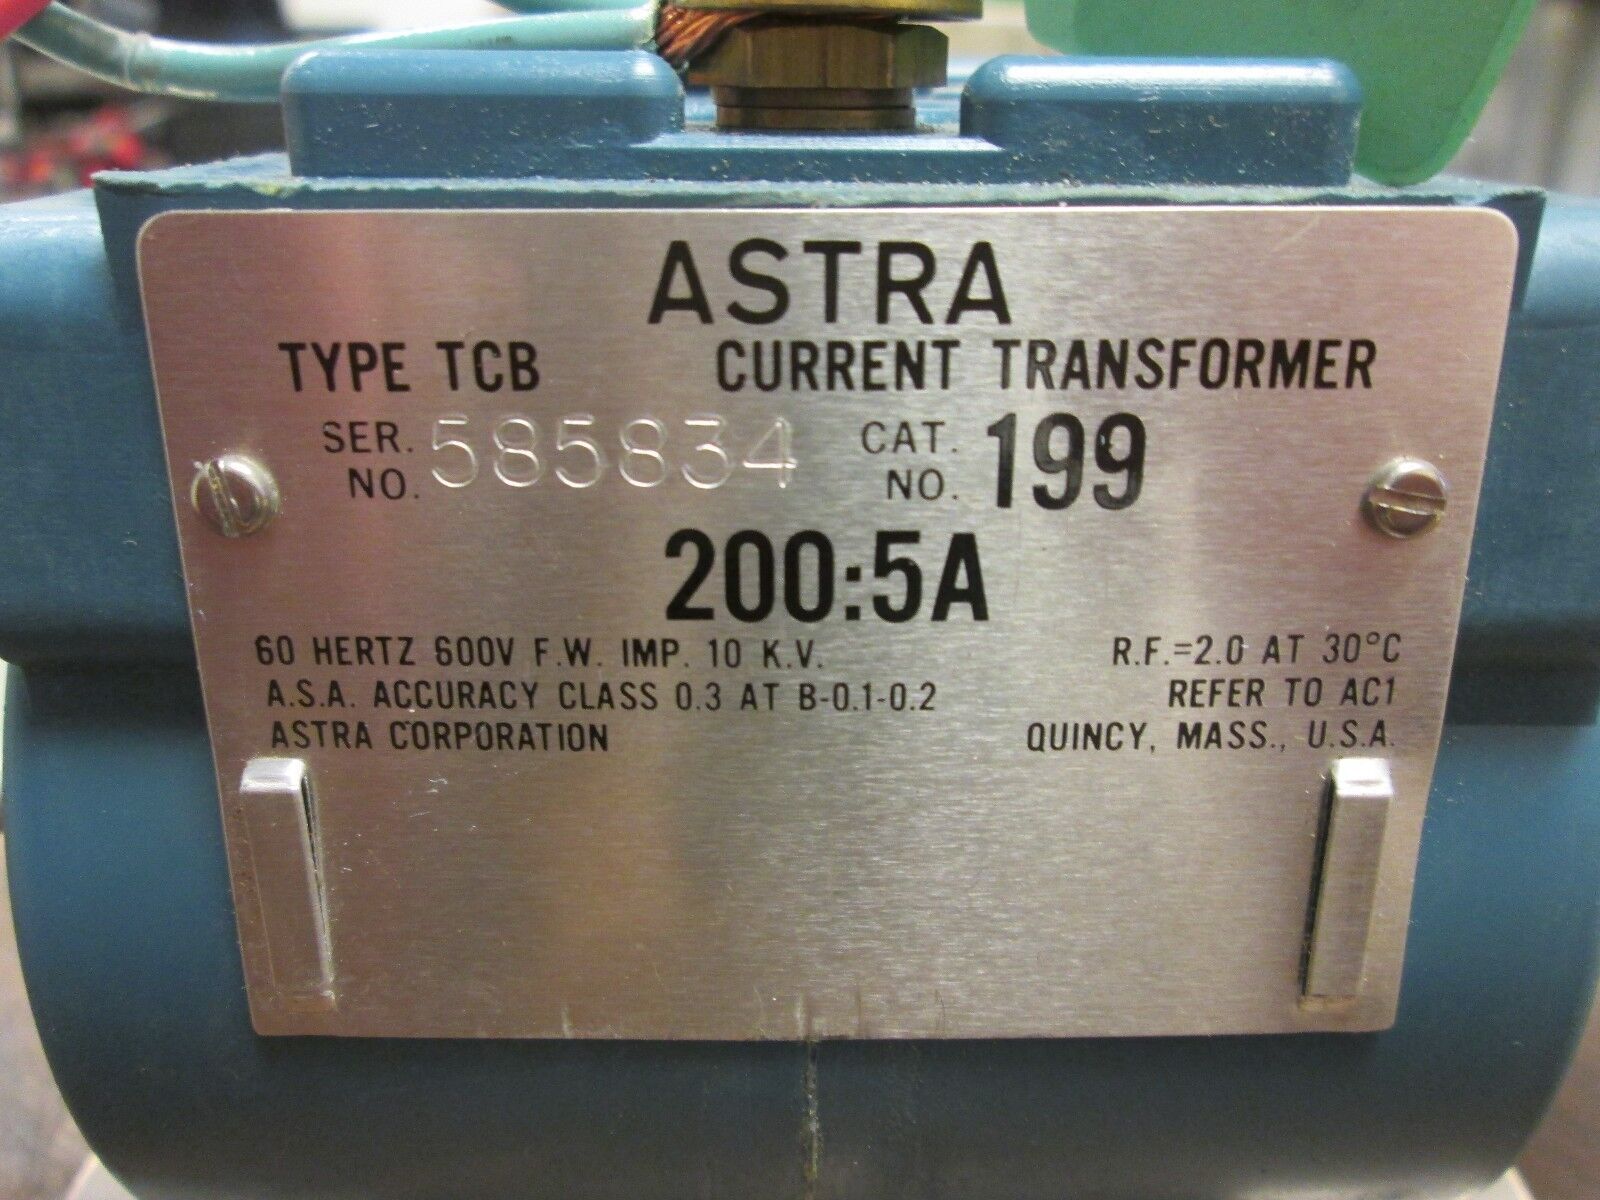 ASTRA
TYPE TCB CURRENT TRANSFORMER
SER. NO. 585834 CAT. NO. 199
200:5A
60 HERTZ 600V F.W. IMP. 10 K.V. R.F.=2.0 AT 30°C
A.S.A. ACCURACY CLASS 0.3 AT B-0.1-0.2 REFER TO AC1
ASTRA CORPORATION QUINCY, MASS., U.S.A.